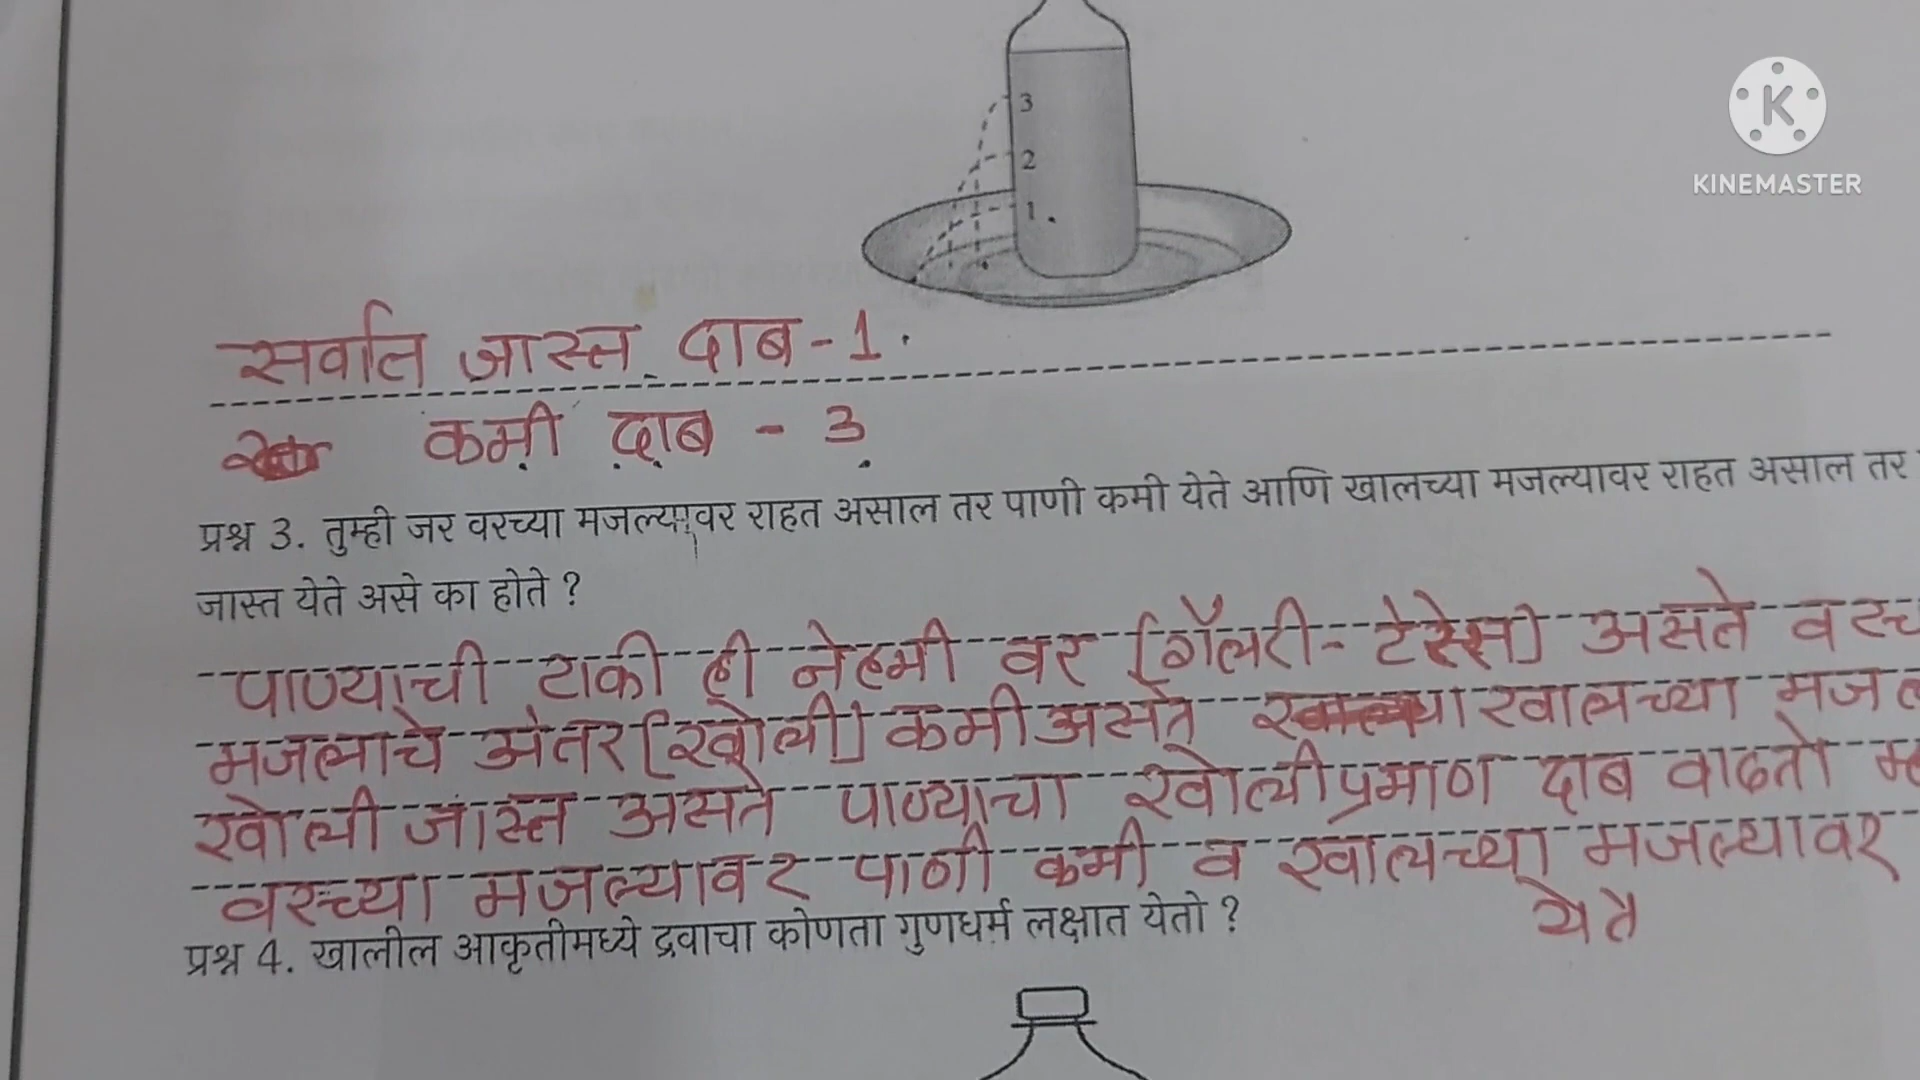 3
2
1
KINEMASTER
सर्वात जास्त दाब - 1.
कमी दाब - 3
प्रश्न 3. तुम्ही जर वरच्या मजल्यावर राहत असाल तर पाणी कमी येते आणि खालच्या मजल्यावर राहत असाल तर
जास्त येते असे का होते ?
पाण्याची टाकी ही नेहमी वर (गॅलरी - टेरेस) असते वरच
मजलाचे अंतर (खोली) कमी असते खालच्या मजल
खोली जास्त असते पाण्याचा खोलीप्रमाण दाब वाढतो
वरच्या मजल्यावर पाणी कमी व खालच्या मजल्यावर
येते
प्रश्न 4. खालील आकृतीमध्ये द्रवाचा कोणता गुणधर्म लक्षात येतो ?